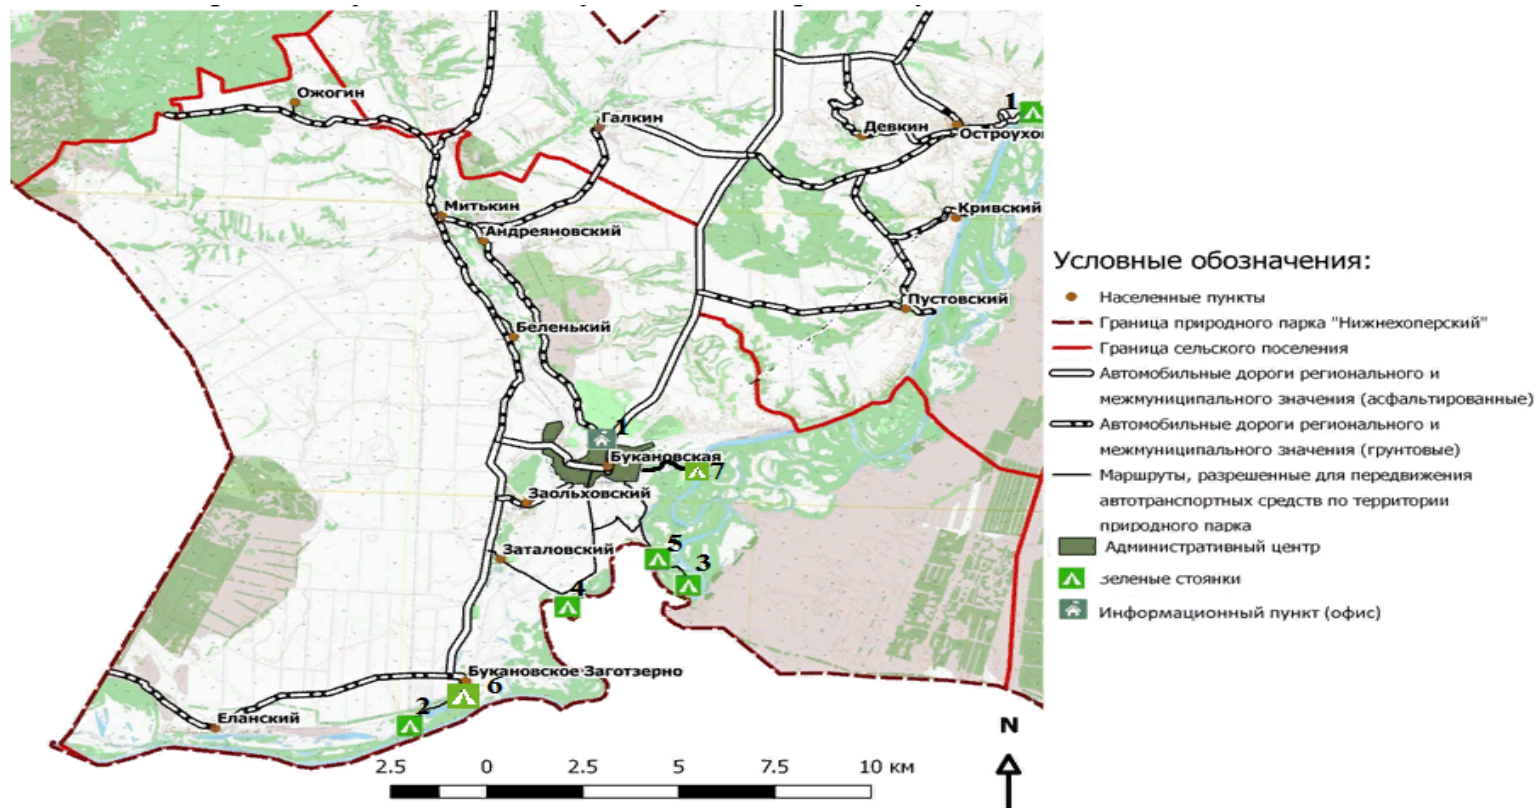 Ожогин
Галкин
1
Девкин
Остроухо
Митькин
Кривский
Андреяновский
Пустовский
Беленький
1
Букановская
7
Заольховский
Заталовский
5
3
4
Букановское Заготзерно
6
2
Еланский
N
2.5 0 2.5 5 7.5 10 км
Условные обозначения:
Населенные пункты
Граница природного парка "Нижнехоперский"
Граница сельского поселения
Автомобильные дороги регионального и
межмуниципального значения (асфальтированные)
Автомобильные дороги регионального и
межмуниципального значения (грунтовые)
Маршруты, разрешенные для передвижения
автотранспортных средств по территории
природного парка
Административный центр
Зеленые стоянки
Информационный пункт (офис)